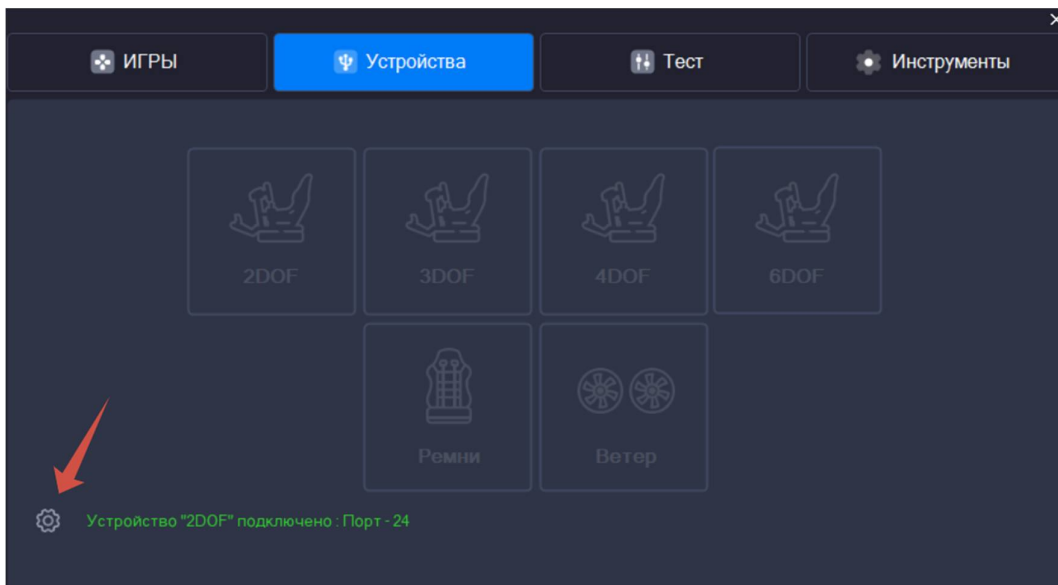 ИГРЫ
Устройства
Тест
Инструменты
2DOF
3DOF
4DOF
6DOF
Ремни
Ветер
Устройство "2DOF" подключено : Порт - 24